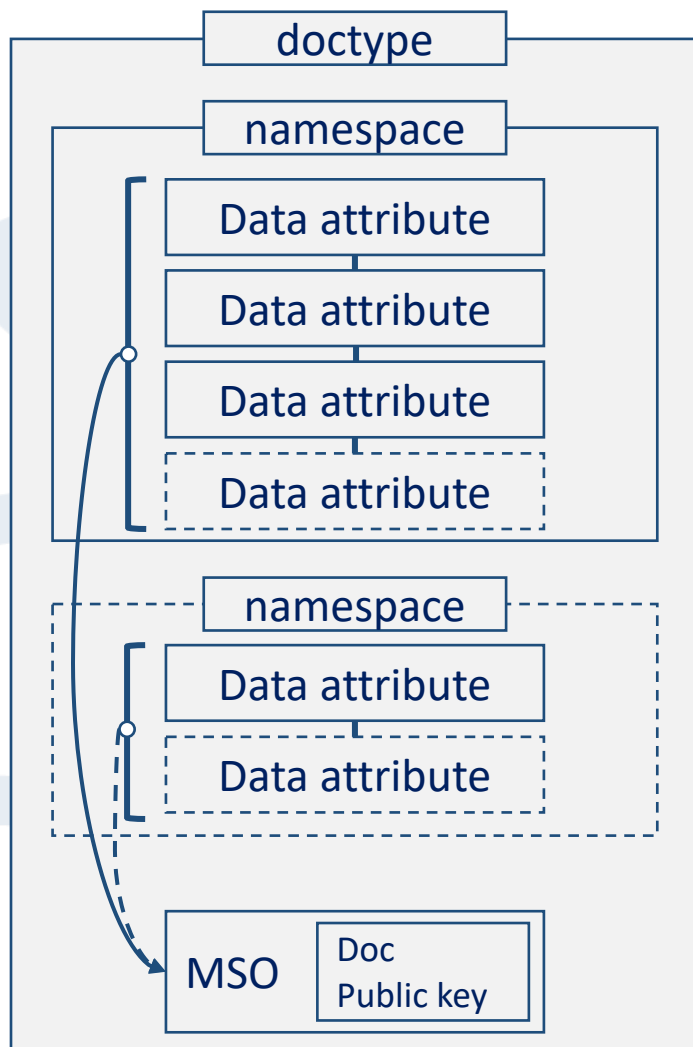 doctype
namespace
Data attribute
Data attribute
Data attribute
Data attribute
namespace
Data attribute
Data attribute
MSO
Doc
Public key